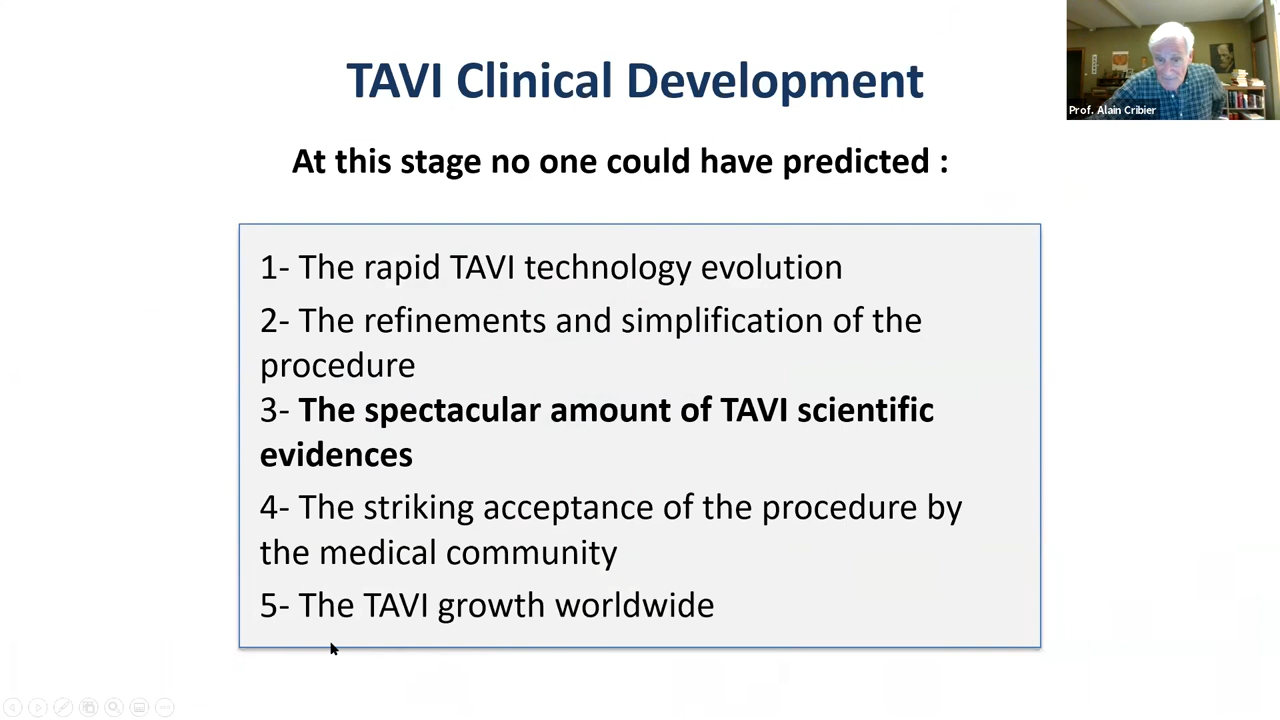 TAVI Clinical Development
Prof. Alain Cribier
At this stage no one could have predicted :
1- The rapid TAVI technology evolution
2- The refinements and simplification of the
procedure
3- The spectacular amount of TAVI scientific
evidences
4- The striking acceptance of the procedure by
the medical community
5- The TAVI growth worldwide